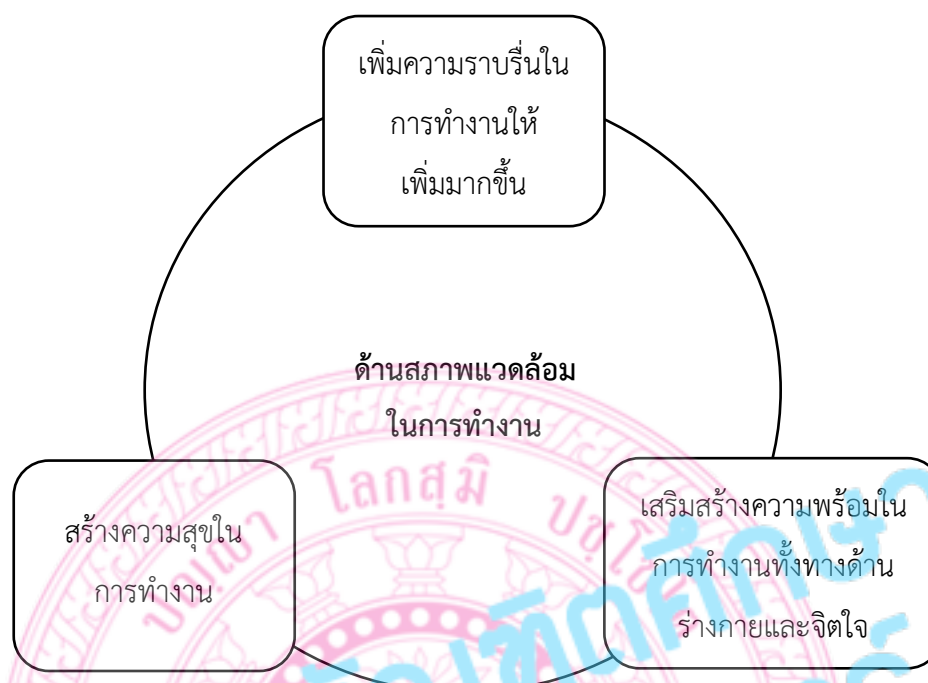 เพิ่มความราบรื่นใน
การทำงานให้
เพิ่มมากขึ้น
ด้านสภาพแวดล้อม
ในการทำงาน
สร้างความสุขใน
การทำงาน
เสริมสร้างความพร้อมใน
การทำงานทั้งทางด้าน
ร่างกายและจิตใจ
โลกสฺมิ